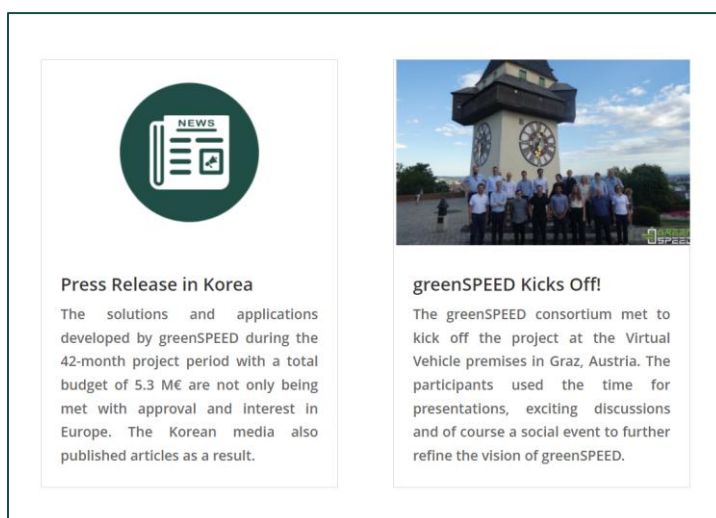 NEWS
GREEN
SPEED
Press Release in Korea
The solutions and applications
developed by greenSPEED during the
42-month project period with a total
budget of 5.3 M€ are not only being
met with approval and interest in
Europe. The Korean media also
published articles as a result.
greenSPEED Kicks Off!
The greenSPEED consortium met to
kick off the project at the Virtual
Vehicle premises in Graz, Austria. The
participants used the time for
presentations, exciting discussions
and of course a social event to further
refine the vision of greenSPEED.